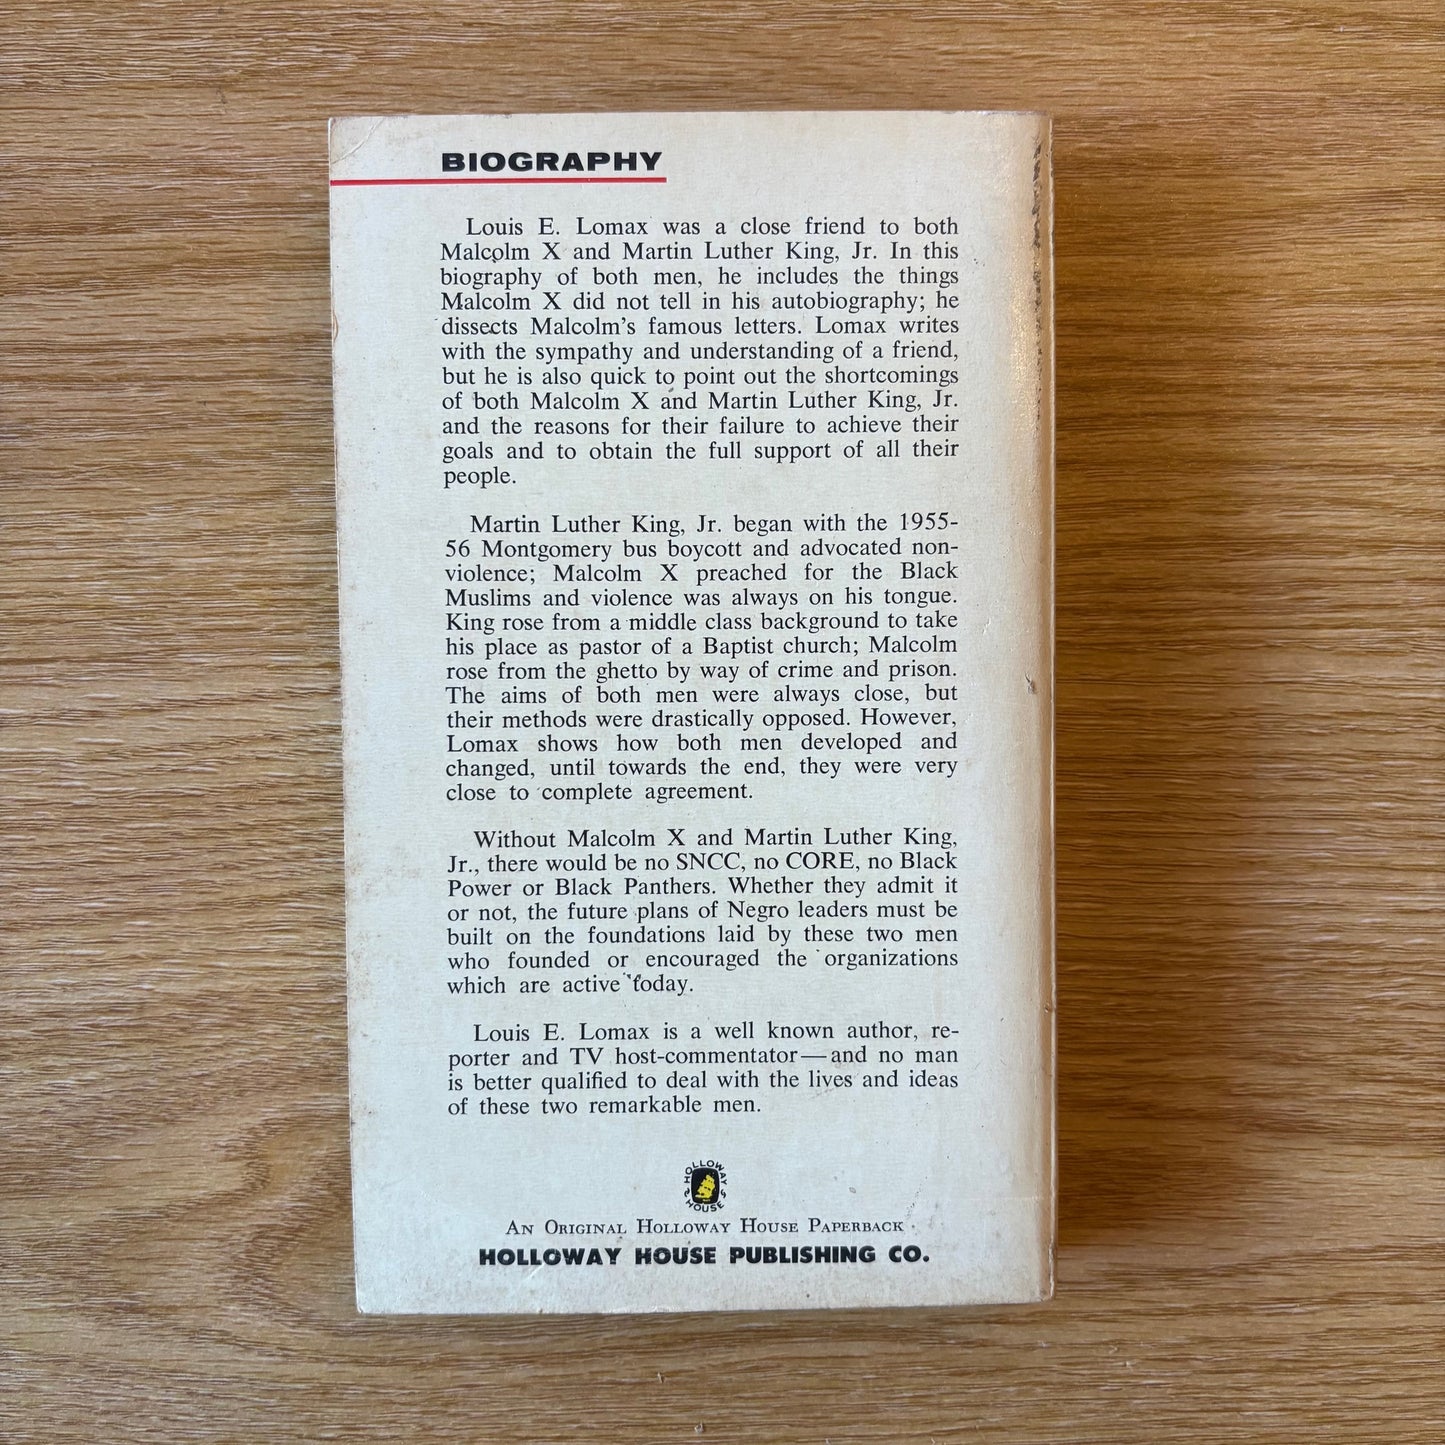 BIOGRAPHY
Louis E. Lomax was a close friend to both
Malcolm X and Martin Luther King, Jr. In this
biography of both men, he includes the things
Malcolm X did not tell in his autobiography; he
dissects Malcolm's famous letters. Lomax writes
with the sympathy and understanding of a friend,
but he is also quick to point out the shortcomings
of both Malcolm X and Martin Luther King, Jr.
and the reasons for their failure to achieve their
goals and to obtain the full support of all their
people.
Martin Luther King, Jr. began with the 1955-
56 Montgomery bus boycott and advocated non-
violence; Malcolm X preached for the Black
Muslims and violence was always on his tongue.
King rose from a middle class background to take
his place as pastor of a Baptist church; Malcolm
rose from the ghetto by way of crime and prison.
The aims of both men were always close, but
their methods were drastically opposed. However,
Lomax shows how both men developed and
changed, until towards the end, they were very
close to complete agreement.
Without Malcolm X and Martin Luther King,
Jr., there would be no SNCC, no CORE, no Black
Power or Black Panthers. Whether they admit it
or not, the future plans of Negro leaders must be
built on the foundations laid by these two men
who founded or encouraged the organizations
which are active today.
Louis E. Lomax is a well known author, re-
porter and TV host-commentator—and no man
is better qualified to deal with the lives and ideas
of these two remarkable men.
HOLLOWAY
HOUSE
AN ORIGINAL HOLLOWAY HOUSE PAPERBACK
HOLLOWAY HOUSE PUBLISHING CO.